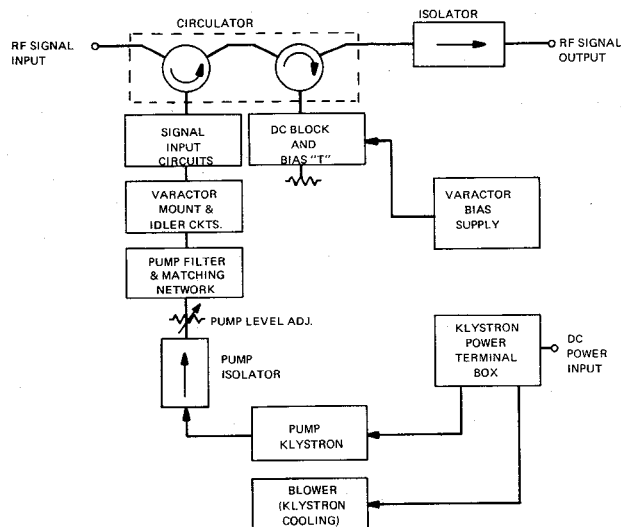 CIRCULATOR
ISOLATOR
RF SIGNAL
INPUT
RF SIGNAL
OUTPUT
SIGNAL
INPUT
CIRCUITS
DC BLOCK
AND
BIAS "T"
VARACTOR
MOUNT &
IDLER CKTS.
VARACTOR
BIAS
SUPPLY
PUMP FILTER
& MATCHING
NETWORK
PUMP LEVEL ADJ.
PUMP
ISOLATOR
KLYSTRON
POWER
TERMINAL
BOX
DC
POWER
INPUT
PUMP
KLYSTRON
BLOWER
(KLYSTRON
COOLING)